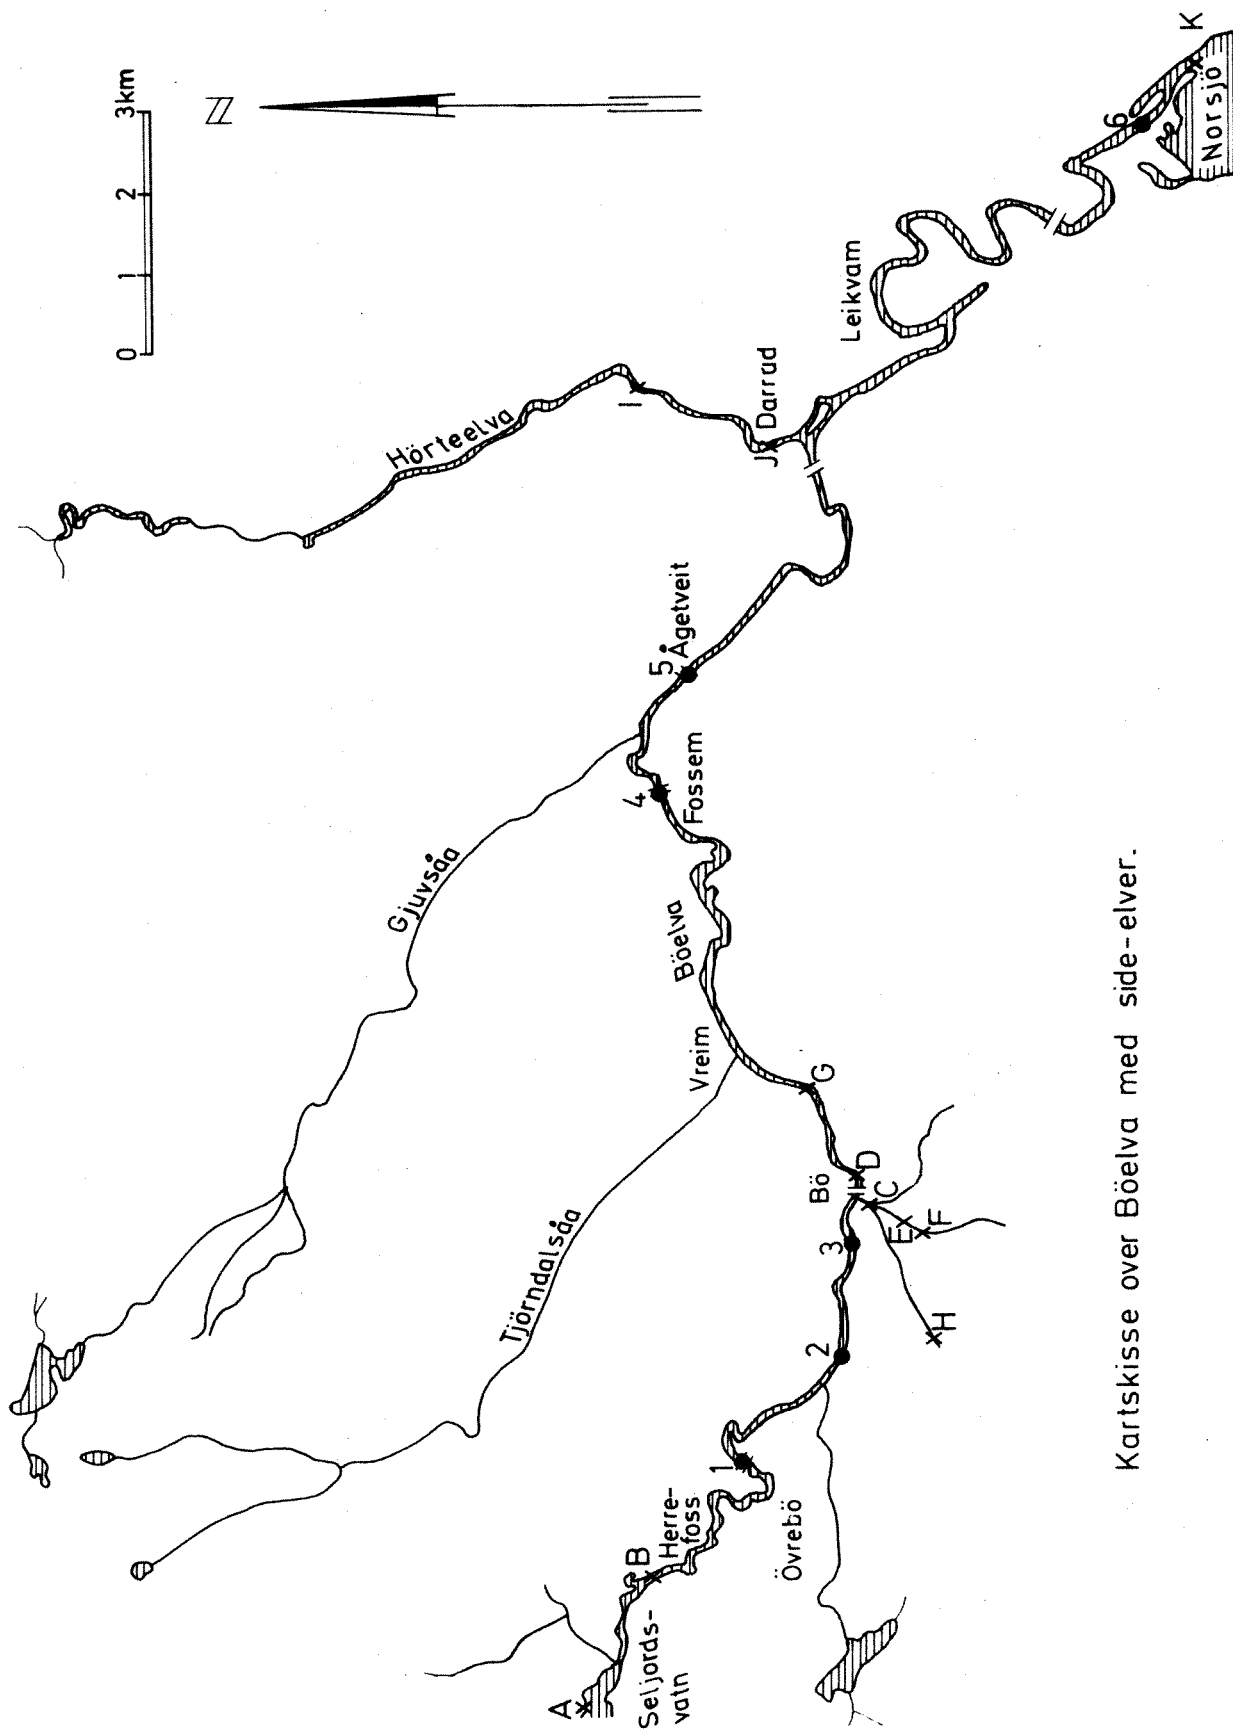 0 1 2 3km
N
Hörteelva
I
J Darrud
Leikvam
6
K
Norsjö
Gjuvsåa
5 Ågetveit
4
Fossem
Böelva
Vreim
Tjörndalsåa
G
Bö
D
C
E
F
H
3
2
1
Övrebö
Herre-
foss
B
A
Seljords-
vatn
Kartskisse over Böelva med side-elver.